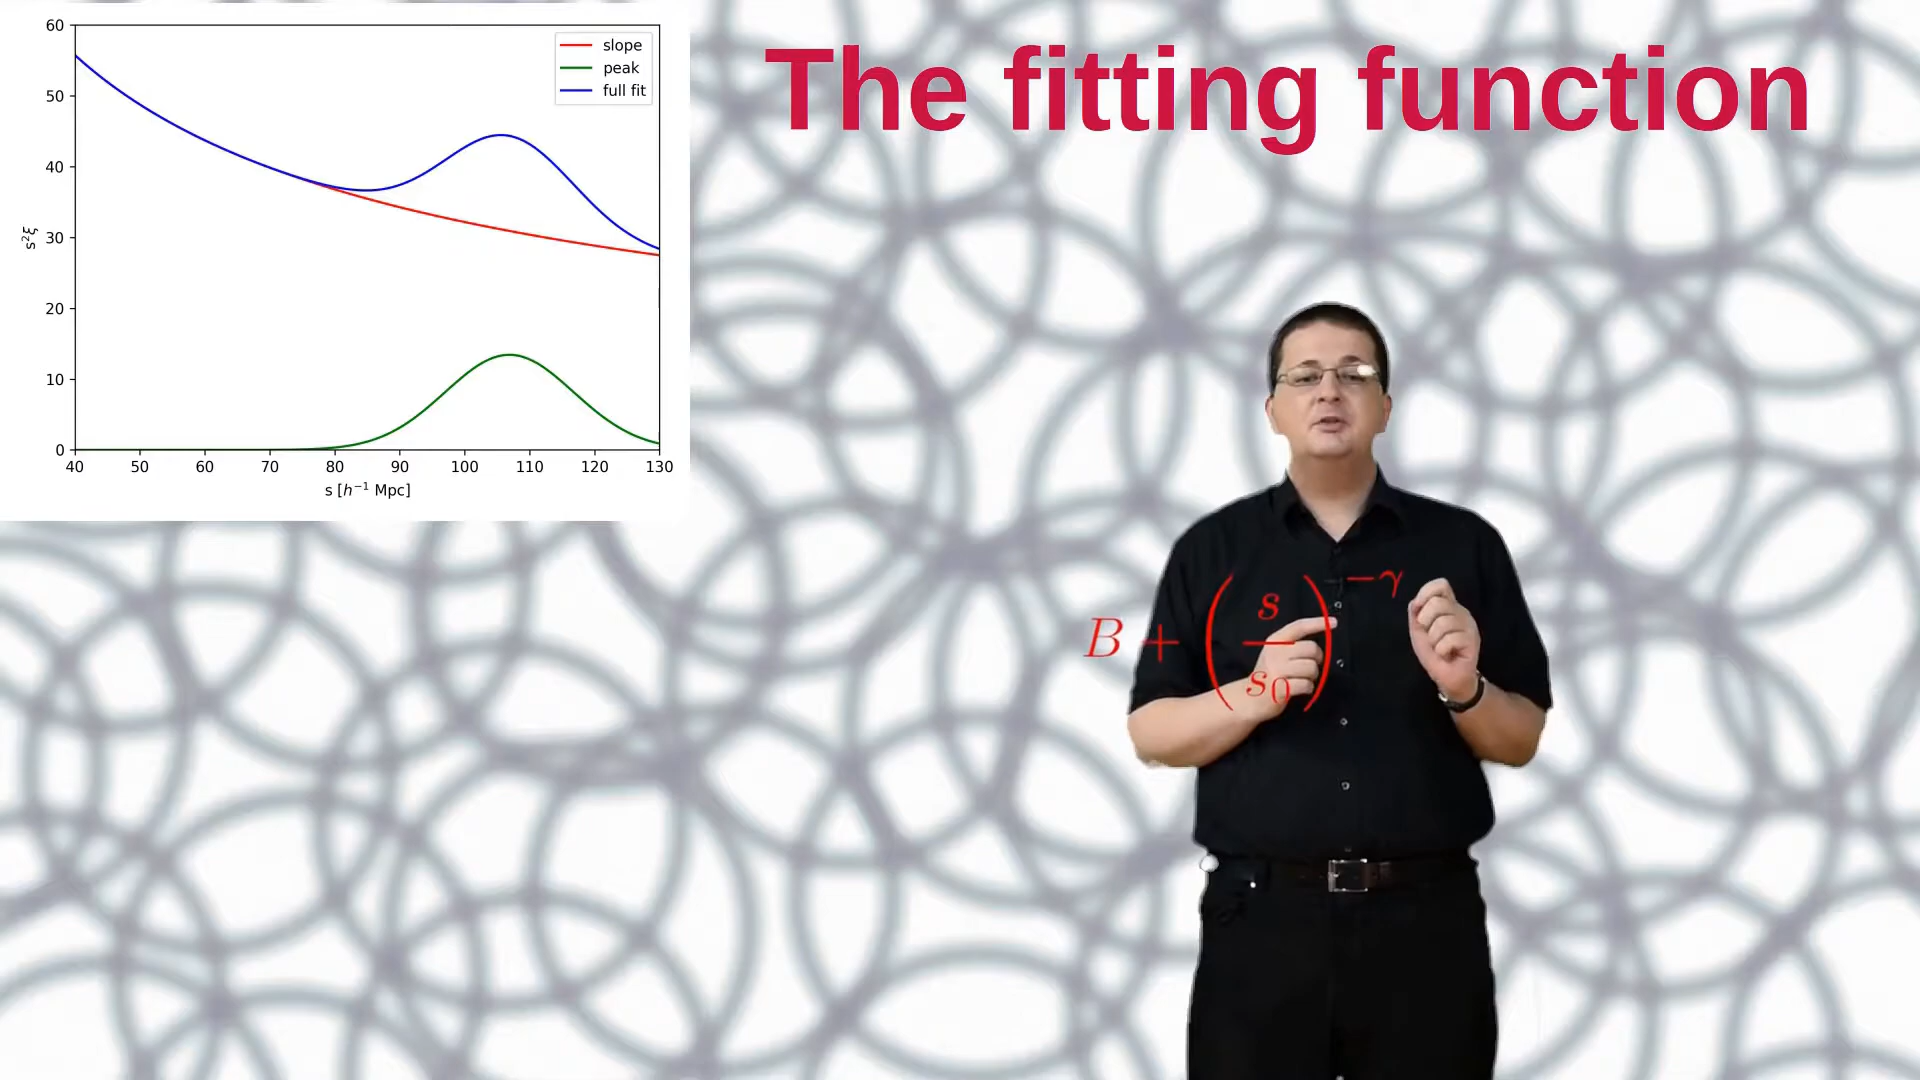 The fitting function
60
50
40
30
20
10
0
s²ξ
slope
peak
full fit
40 50 60 70 80 90 100 110 120 130
s [h⁻¹ Mpc]
B + (s/s₀)^−γ